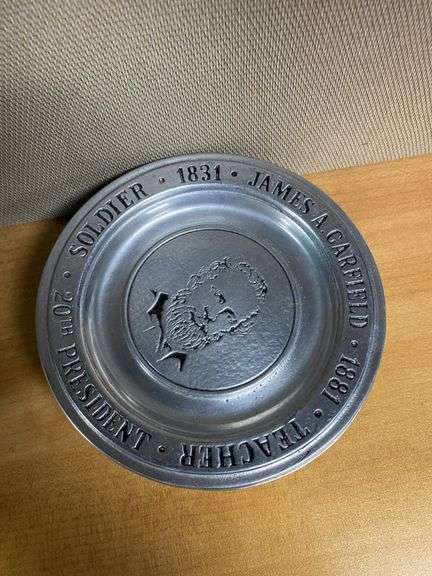 JAMES A. GARFIELD · 1881 · TEACHER · 20TH PRESIDENT · SOLDIER · 1831 ·